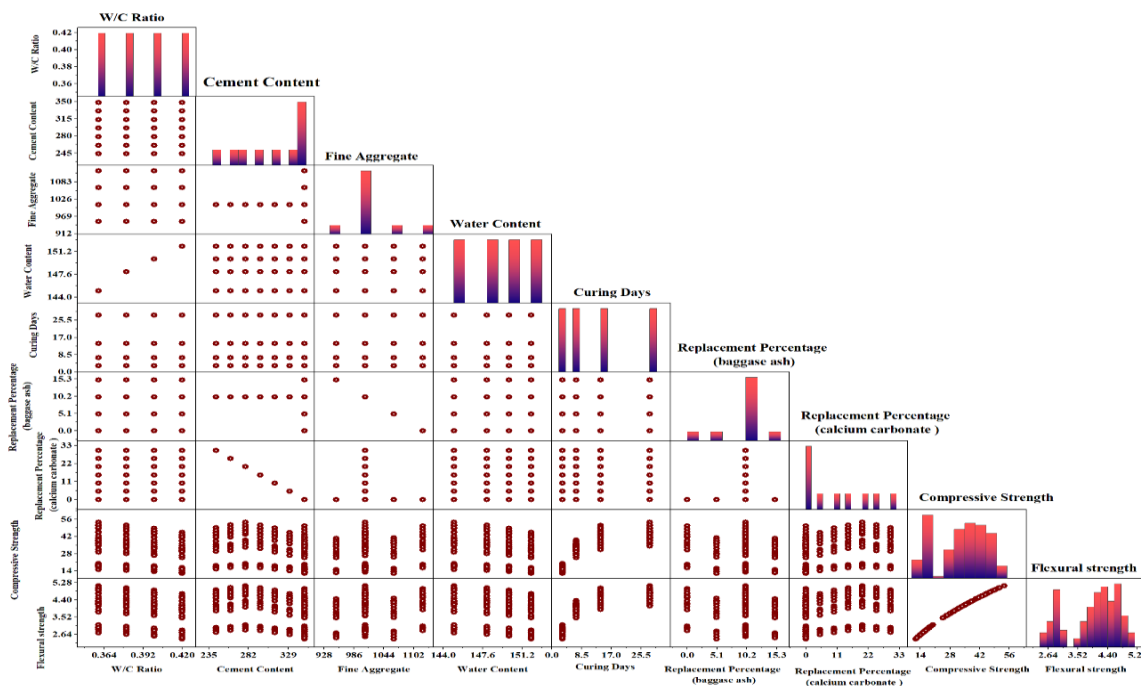 W/C Ratio
W/C Ratio
0.42
0.40
0.38
0.36
Cement Content
Cement Content
350
315
280
245
Fine Aggregate
Fine Aggregate
1083
1026
969
912
Water Content
Water Content
151.2
147.6
144.0
Curing Days
Curing Days
25.5
17.0
8.5
0.0
Replacement Percentage
(baggase ash)
Replacement Percentage
(baggase ash)
15.3
10.2
5.1
0.0
Replacement Percentage
(calcium carbonate )
Replacement Percentage
(calcium carbonate )
33
22
11
0
Compressive Strength
Compressive Strength
56
42
28
14
Flexural strength
Flexural strength
5.28
4.40
3.52
2.64
0.364 0.392 0.420 235 282 329 928 986 1044 1102 144.0 147.6 151.2 0.0 8.5 17.0 25.5 0.0 5.1 10.2 15.3 0 11 22 33 14 28 42 56 2.64 3.52 4.40 5.2
W/C Ratio Cement Content Fine Aggregate Water Content Curing Days Replacement Percentage Replacement Percentage Compressive Strength Flexural strength
(baggase ash) (calcium carbonate )